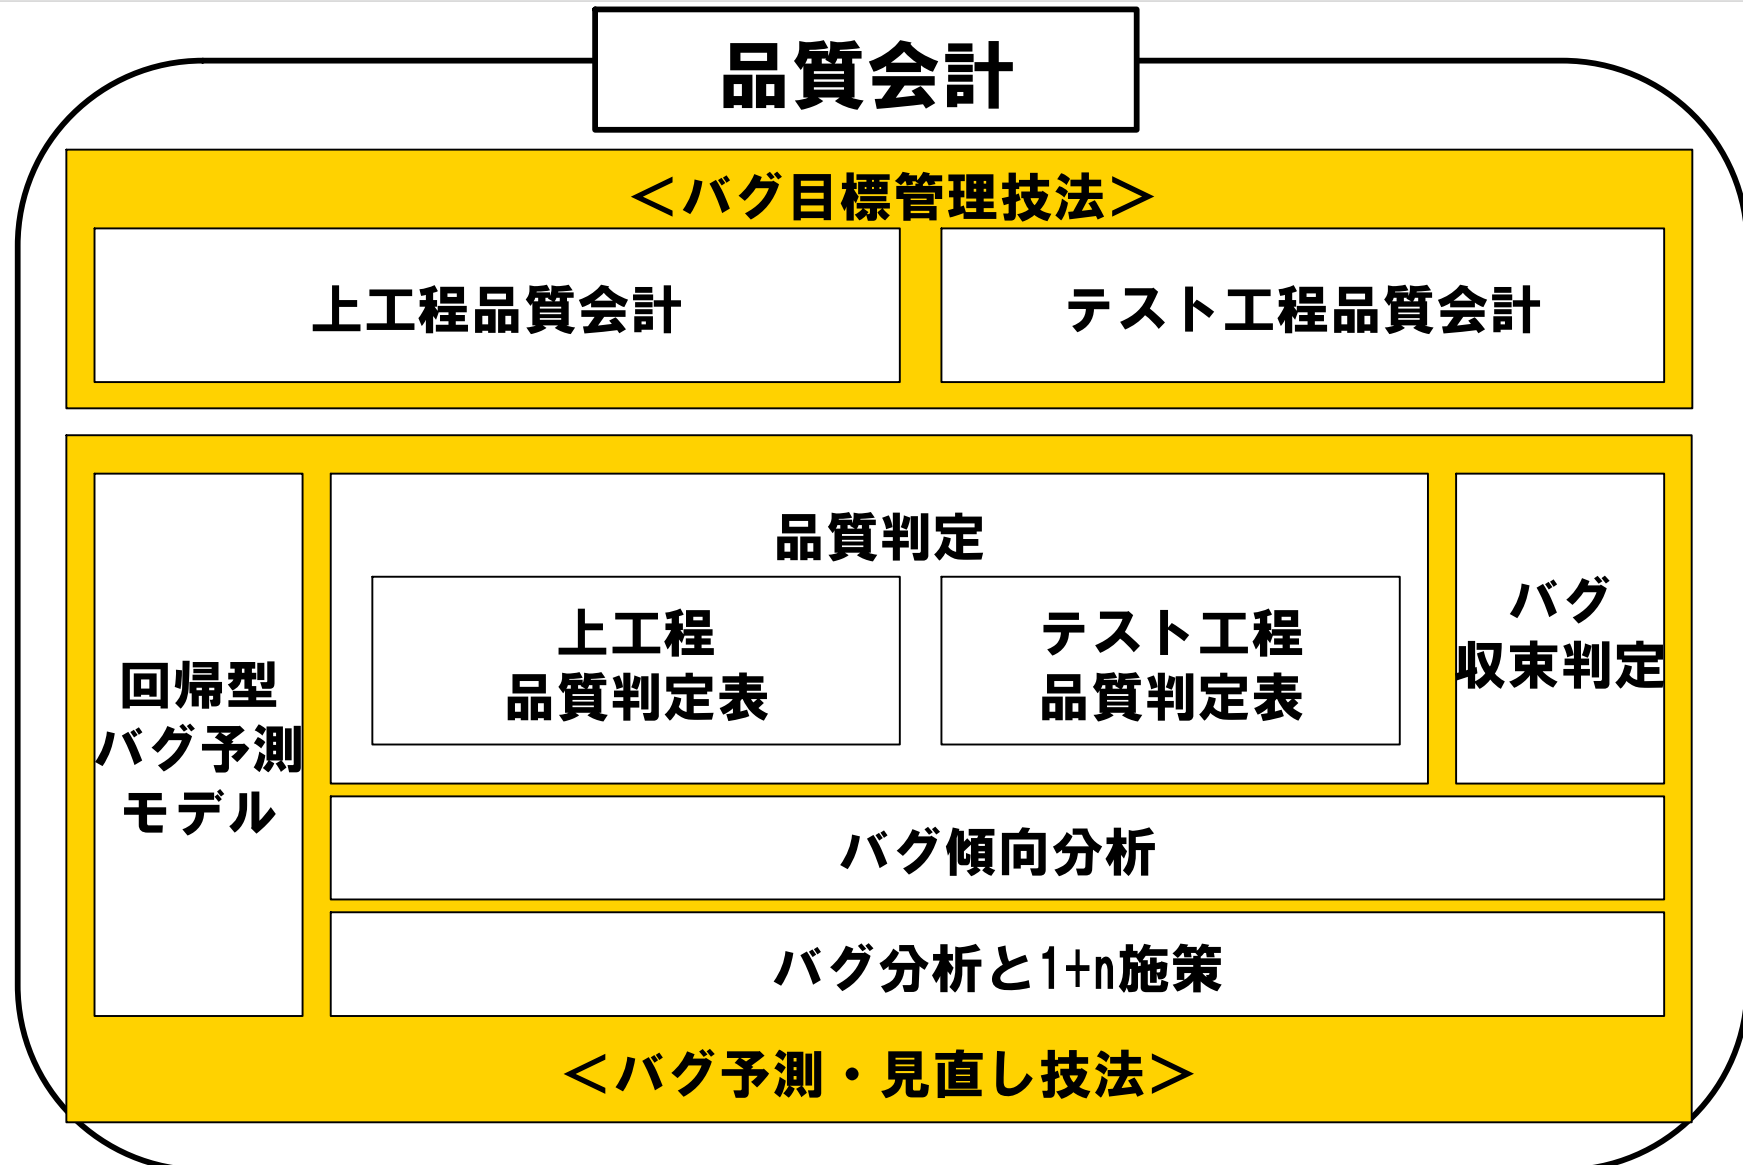 品質会計
＜バグ目標管理技法＞
上工程品質会計
テスト工程品質会計
回帰型
バグ予測
モデル
品質判定
上工程
品質判定表
テスト工程
品質判定表
バグ
収束判定
バグ傾向分析
バグ分析と1+n施策
＜バグ予測・見直し技法＞